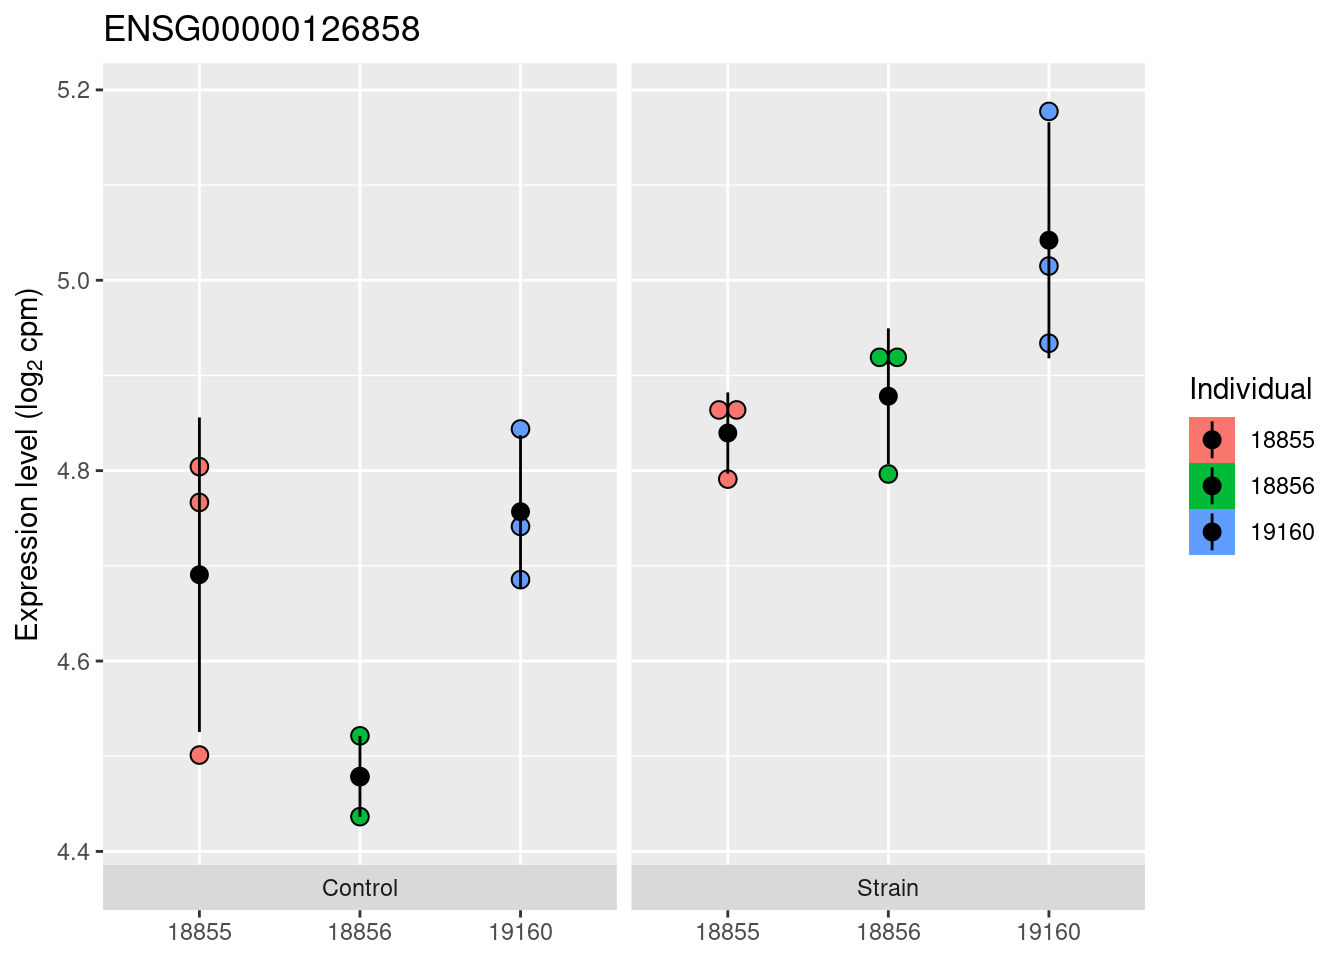 ENSG00000126858
Expression level (log₂ cpm)
5.2
5.0
4.8
4.6
4.4
Control
Strain
18855
18856
19160
18855
18856
19160
Individual
18855
18856
19160